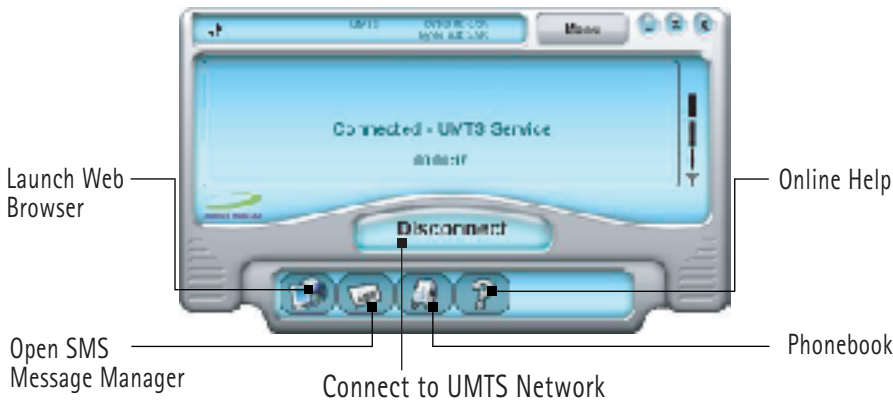 UMTS
Menu
Connected - UMTS Service
Launch Web
Browser
Online Help
Disconnect
Open SMS
Message Manager
Phonebook
Connect to UMTS Network